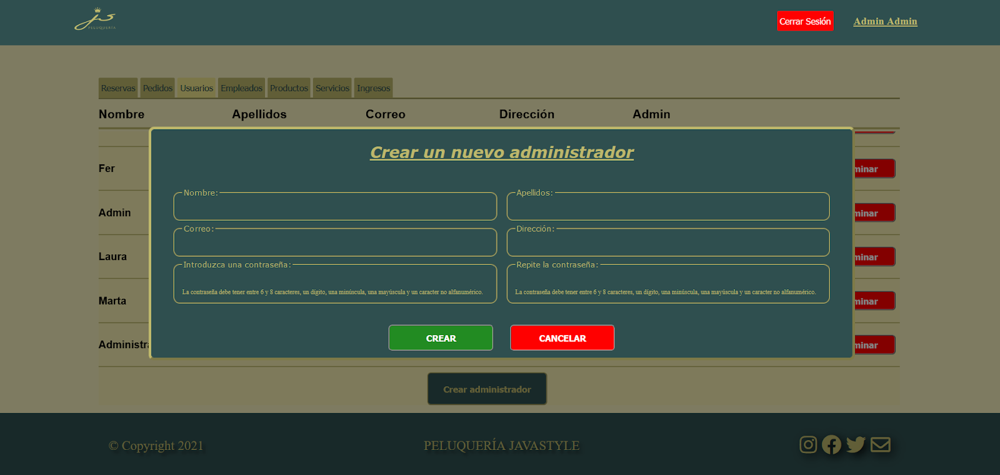 js
PELUQUERÍA
Cerrar Sesión
Admin Admin
Reservas Pedidos Usuarios Empleados Productos Servicios Ingresos
Nombre Apellidos Correo Dirección Admin
Crear un nuevo administrador
Fer
minar
Nombre:
Apellidos:
Admin
minar
Correo:
Dirección:
Laura
minar
Introduzca una contraseña:
Repite la contraseña:
La contraseña debe tener entre 6 y 8 caracteres, un dígito, una minúscula, una mayúscula y un caracter no alfanumérico.
La contraseña debe tener entre 6 y 8 caracteres, un dígito, una minúscula, una mayúscula y un caracter no alfanumérico.
Marta
minar
CREAR
CANCELAR
Administra
minar
Crear administrador
© Copyright 2021
PELUQUERÍA JAVASTYLE